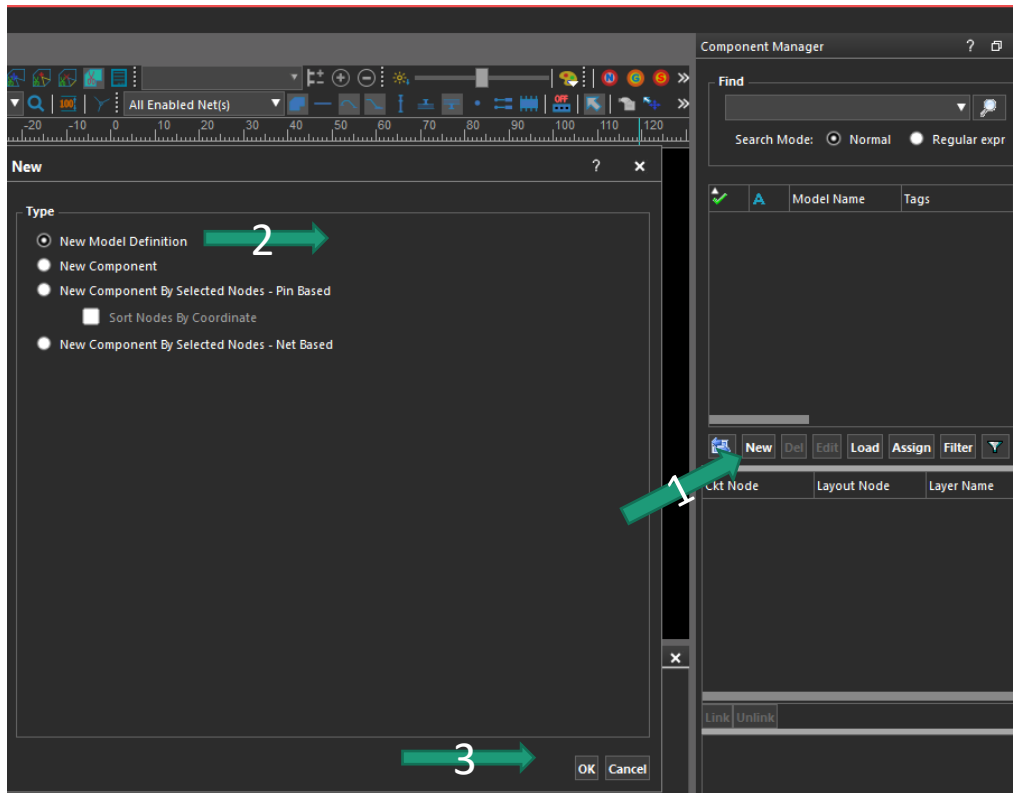 Component Manager ?
Find
All Enabled Net(s)
OFF
100
N G S
-20 -10 0 10 20 30 40 50 60 70 80 90 100 110 120
Search Mode: Normal Regular expr
New ? ×
Type
New Model Definition
2
New Component
New Component By Selected Nodes - Pin Based
Sort Nodes By Coordinate
New Component By Selected Nodes - Net Based
A Model Name Tags
New Del Edit Load Assign Filter
1
Ckt Node Layout Node Layer Name
Link Unlink
3
OK Cancel